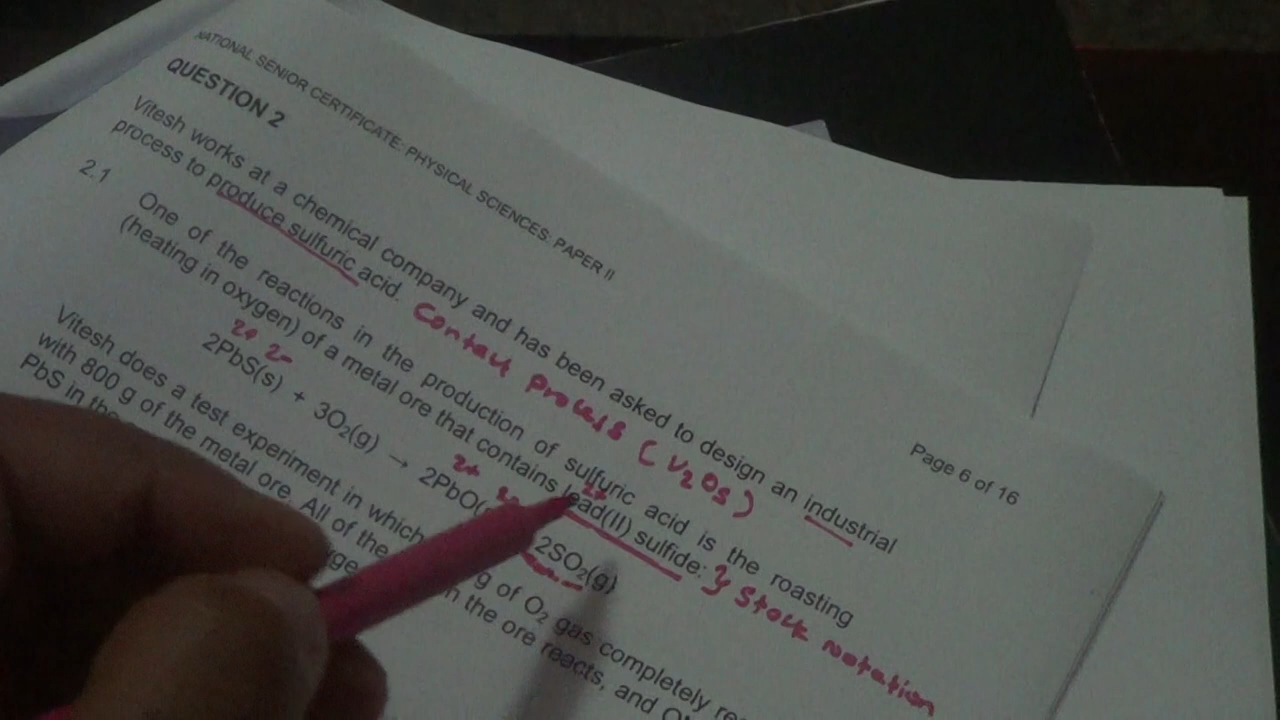 NATIONAL SENIOR CERTIFICATE: PHYSICAL SCIENCES: PAPER II
Page 6 of 16
QUESTION 2
Vitesh works at a chemical company and has been asked to design an industrial
process to produce sulfuric acid. Contact Process (V₂O₅)
2.1 One of the reactions in the production of sulfuric acid is the roasting
(heating in oxygen) of a metal ore that contains lead(II) sulfide: } Stock notation
2+ 2- 2+
2PbS(s) + 3O₂(g) → 2PbO( 2SO₂(g)
Vitesh does a test experiment in which g of O₂ gas completely
with 800 g of the metal ore. All of the in the ore reacts, and
PbS in the